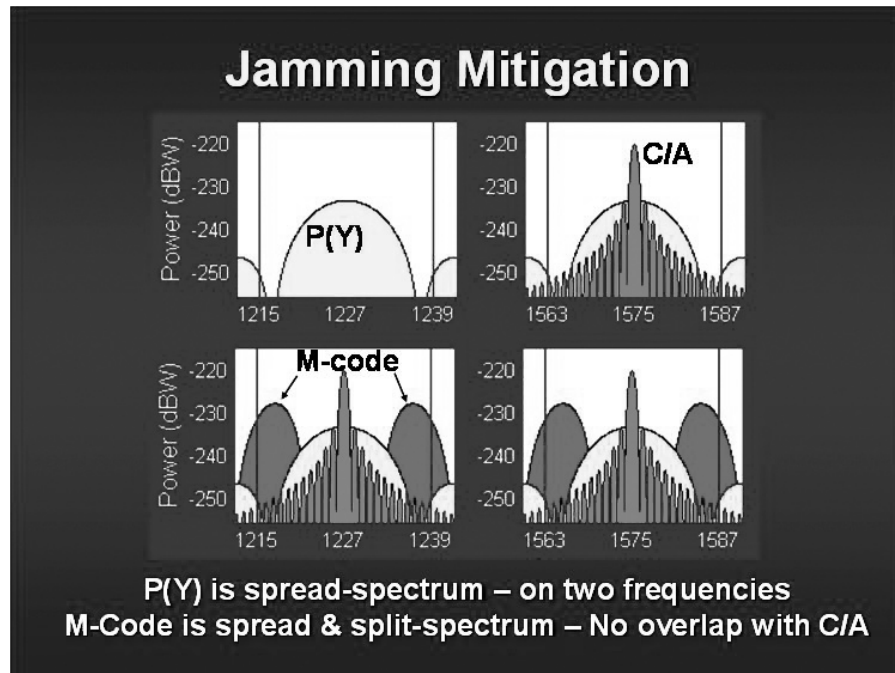 Jamming Mitigation
Power (dBW)
-220
-230
-240
-250
P(Y)
1215 1227 1239
-220
-230
-240
-250
C/A
1563 1575 1587
Power (dBW)
-220
-230
-240
-250
M-code
1215 1227 1239
-220
-230
-240
-250
1563 1575 1587
P(Y) is spread-spectrum – on two frequencies
M-Code is spread & split-spectrum – No overlap with C/A